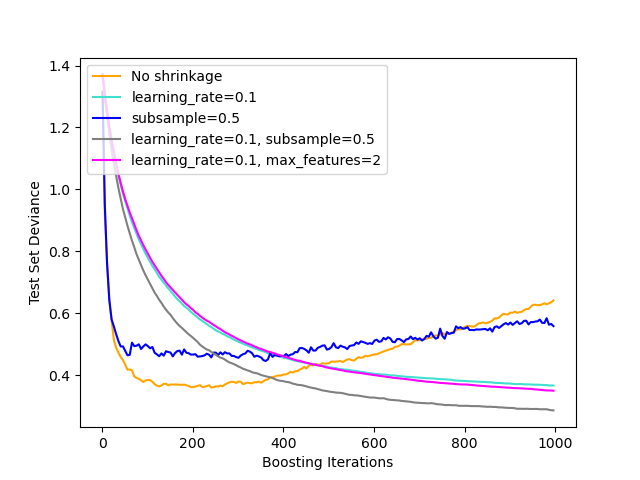 1.4
1.2
1.0
0.8
0.6
0.4
Test Set Deviance
No shrinkage
learning_rate=0.1
subsample=0.5
learning_rate=0.1, subsample=0.5
learning_rate=0.1, max_features=2
0 200 400 600 800 1000
Boosting Iterations